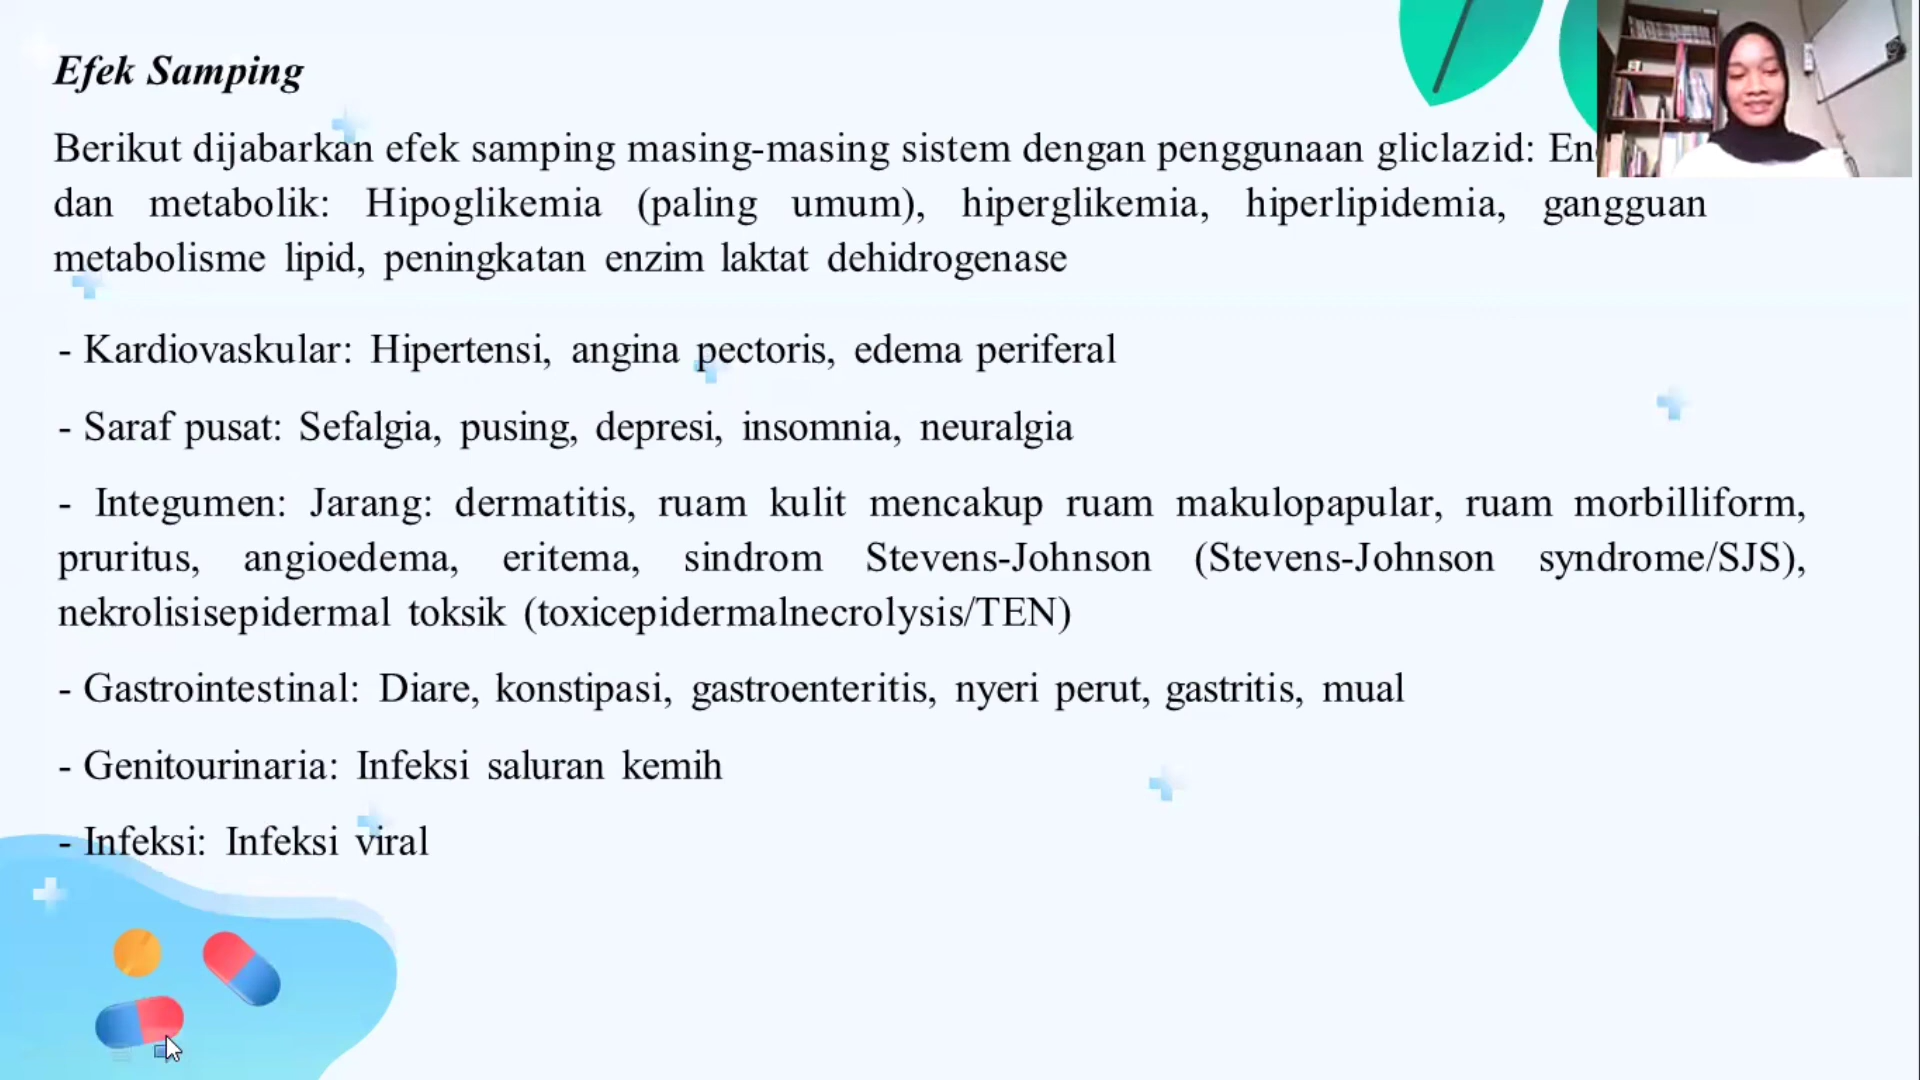 Efek Samping
Berikut dijabarkan efek samping masing-masing sistem dengan penggunaan gliclazid:
dan metabolik: Hipoglikemia (paling umum), hiperglikemia, hiperlipidemia, gangguan
metabolisme lipid, peningkatan enzim laktat dehidrogenase
- Kardiovaskular: Hipertensi, angina pectoris, edema periferal
- Saraf pusat: Sefalgia, pusing, depresi, insomnia, neuralgia
- Integumen: Jarang: dermatitis, ruam kulit mencakup ruam makulopapular, ruam morbilliform,
pruritus, angioedema, eritema, sindrom Stevens-Johnson (Stevens-Johnson syndrome/SJS),
nekrolisisepidermal toksik (toxicepidermalnecrolysis/TEN)
- Gastrointestinal: Diare, konstipasi, gastroenteritis, nyeri perut, gastritis, mual
- Genitourinaria: Infeksi saluran kemih
- Infeksi: Infeksi viral